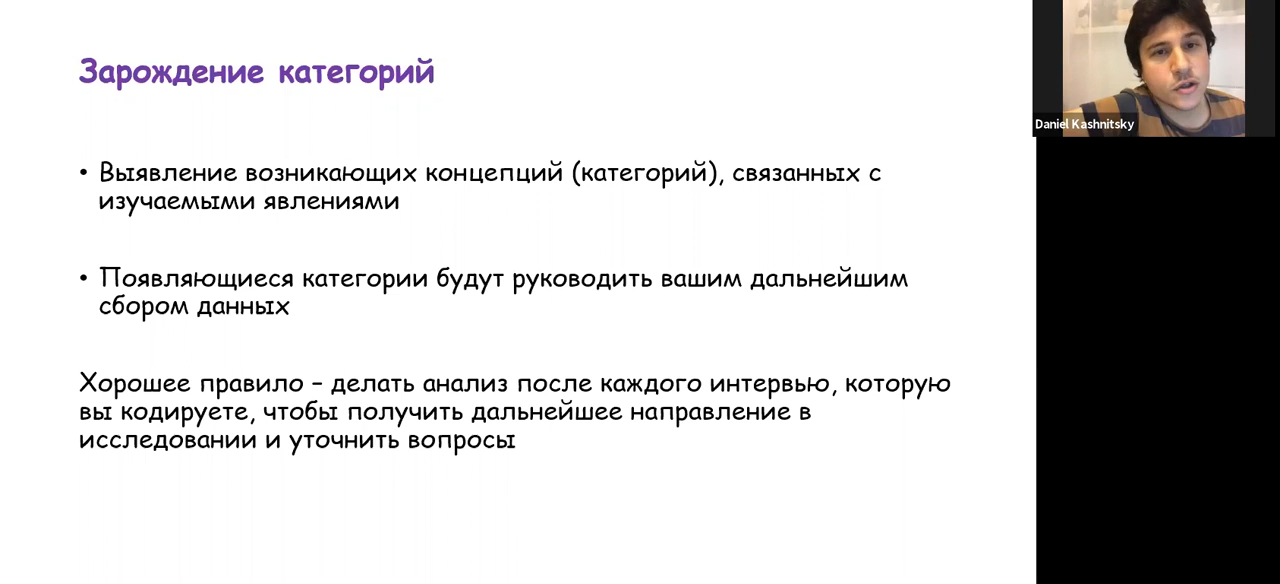 Зарождение категорий
• Выявление возникающих концепций (категорий), связанных с
изучаемыми явлениями
• Появляющиеся категории будут руководить вашим дальнейшим
сбором данных
Хорошее правило – делать анализ после каждого интервью, которую
вы кодируете, чтобы получить дальнейшее направление в
исследовании и уточнить вопросы
Daniel Kashnitsky